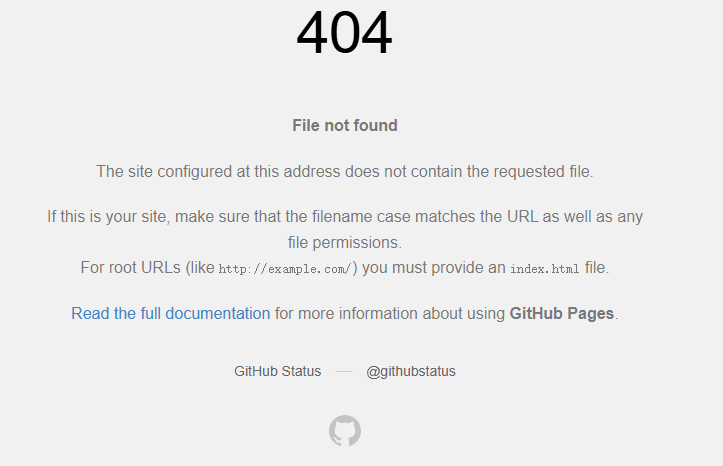 404
File not found
The site configured at this address does not contain the requested file.
If this is your site, make sure that the filename case matches the URL as well as any
file permissions.
For root URLs (like http://example.com/) you must provide an index.html file.
Read the full documentation for more information about using GitHub Pages.
GitHub Status — @githubstatus